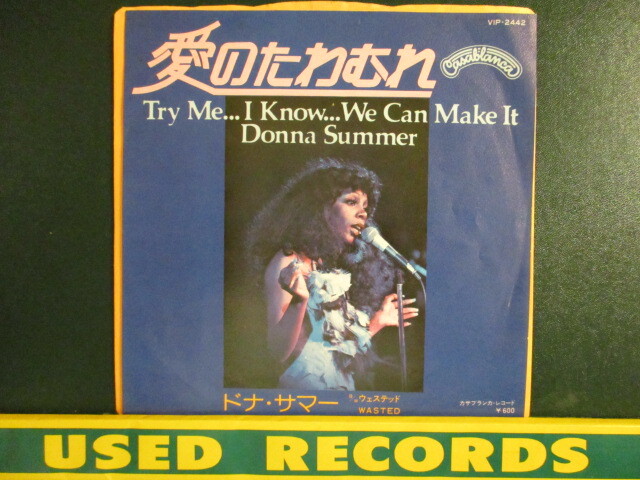 VIP-2442
愛のたわむれ
Casablanca
Try Me...I Know...We Can Make It
Donna Summer
ドナ・サマー
ウェステッド
WASTED
カサブランカ・レコード
¥600
USED RECORDS